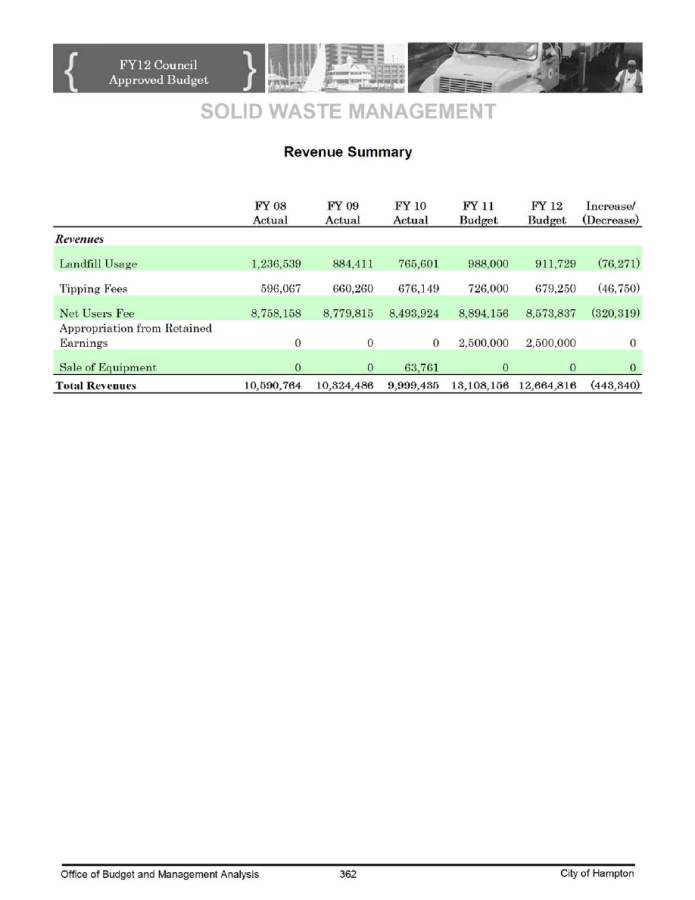 FY12 Council
Approved Budget
SOLID WASTE MANAGEMENT
Revenue Summary
FY 08 FY 09 FY 10 FY 11 FY 12 Increase/
Actual Actual Actual Budget Budget (Decrease)
Revenues
Landfill Usage 1,236,539 884,411 765,601 988,000 911,729 (76,271)
Tipping Fees 596,067 660,260 676,149 726,000 679,250 (46,750)
Net Users Fee 8,758,158 8,779,815 8,493,924 8,894,156 8,573,837 (320,319)
Appropriation from Retained
Earnings 0 0 0 2,500,000 2,500,000 0
Sale of Equipment 0 0 63,761 0 0 0
Total Revenues 10,590,764 10,324,486 9,999,435 13,108,156 12,664,816 (443,340)
Office of Budget and Management Analysis 362 City of Hampton